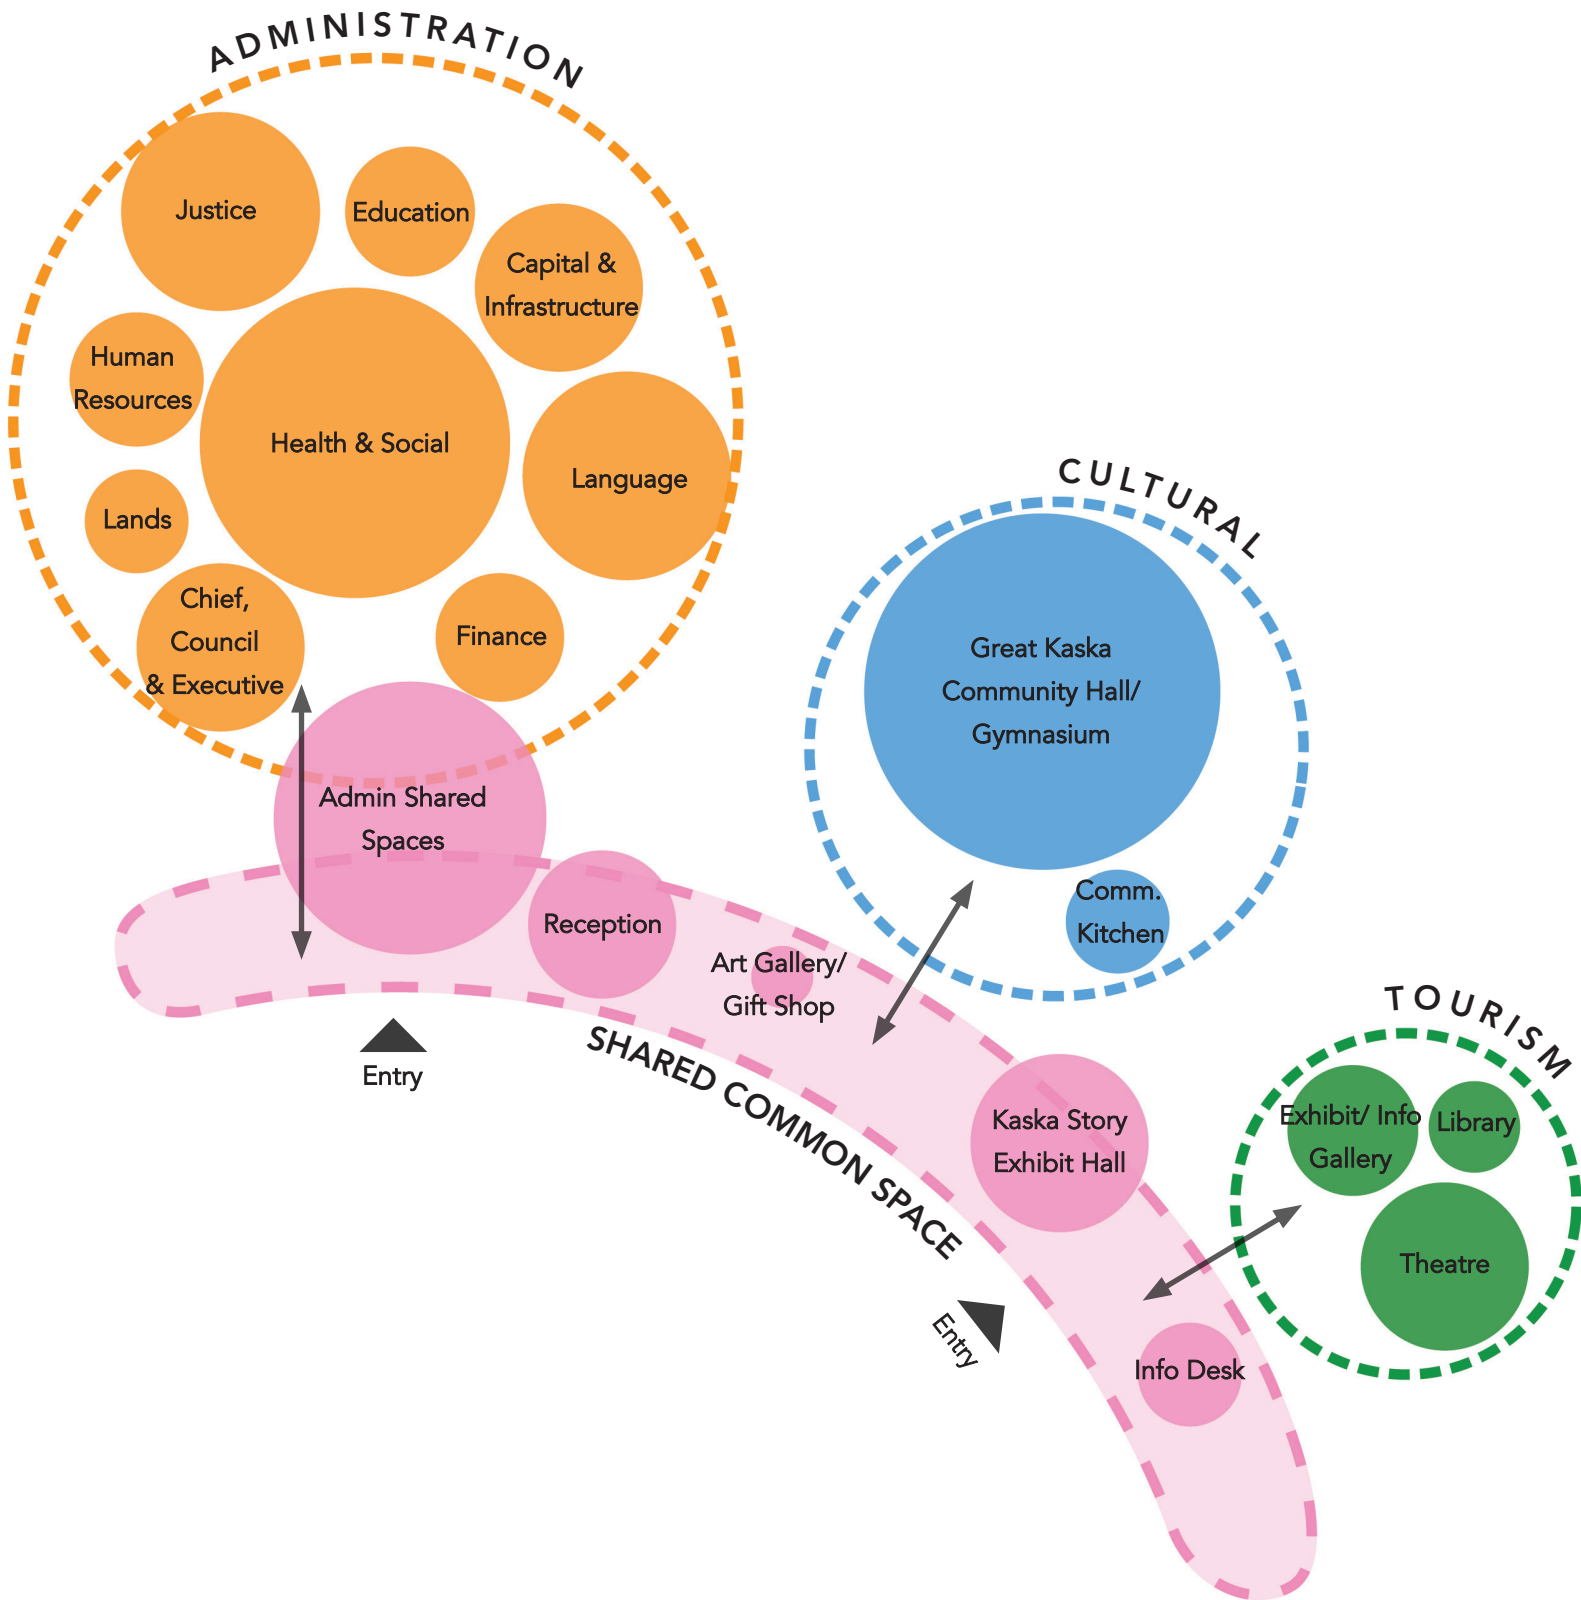 ADMINISTRATION
Justice
Education
Capital &
Infrastructure
Human
Resources
Health & Social
Language
Lands
Chief,
Council
& Executive
Finance
Admin Shared
Spaces
Reception
Art Gallery/
Gift Shop
Entry
SHARED COMMON SPACE
CULTURAL
Great Kaska
Community Hall/
Gymnasium
Comm.
Kitchen
Kaska Story
Exhibit Hall
Entry
Info Desk
TOURISM
Exhibit/ Info
Gallery
Library
Theatre